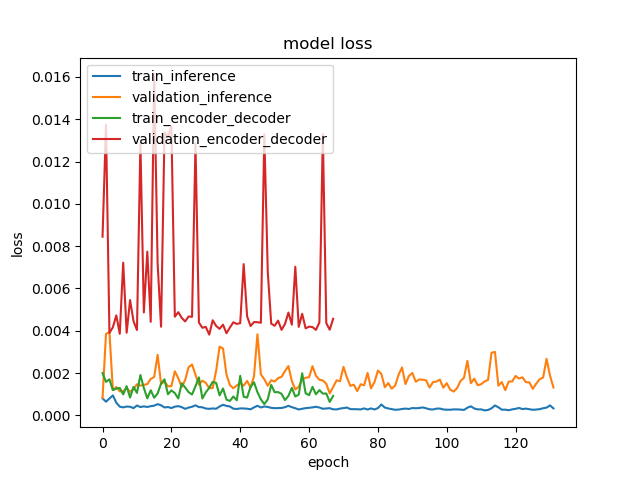 model loss
train_inference
validation_inference
train_encoder_decoder
validation_encoder_decoder
0.016
0.014
0.012
0.010
0.008
0.006
0.004
0.002
0.000
loss
0 20 40 60 80 100 120
epoch